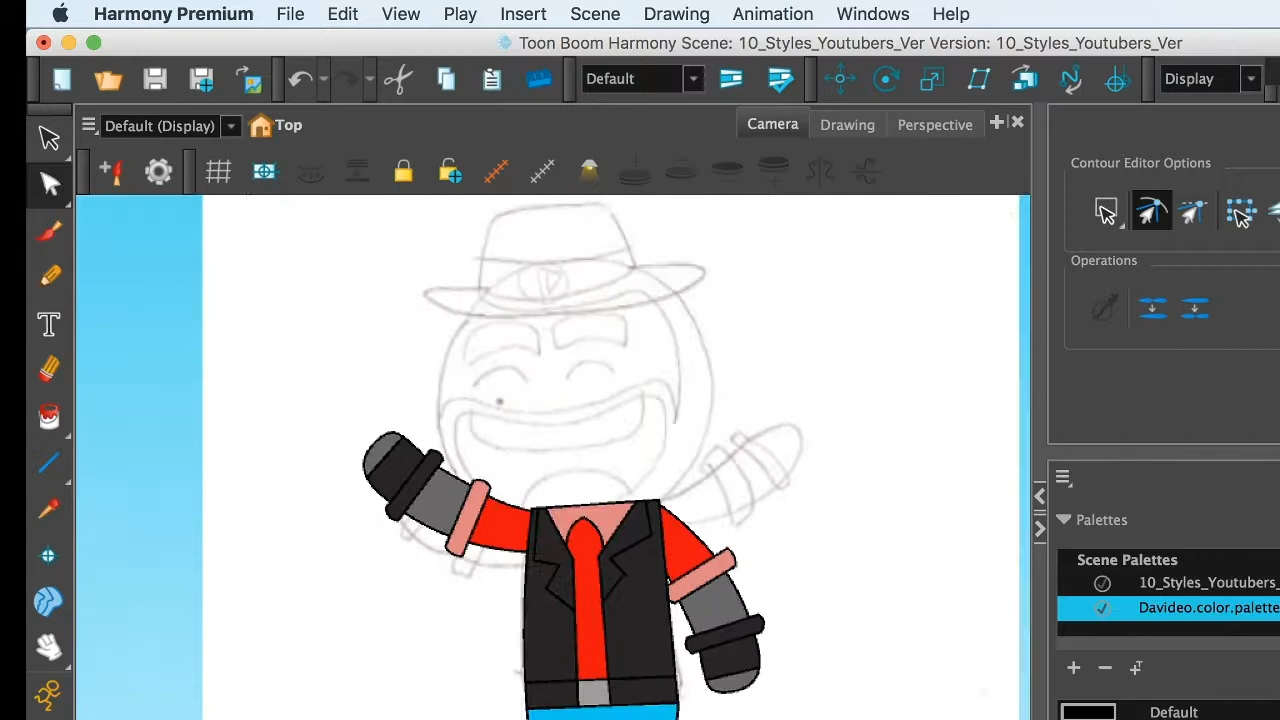 Harmony Premium File Edit View Play Insert Scene Drawing Animation Windows Help
Toon Boom Harmony Scene: 10_Styles_Youtubers_Ver Version: 10_Styles_Youtubers_Ver
Default Display
Default (Display) Top Camera Drawing Perspective
Contour Editor Options
Operations
Palettes
Scene Palettes
10_Styles_Youtubers_
Davideo.color.palette
Default